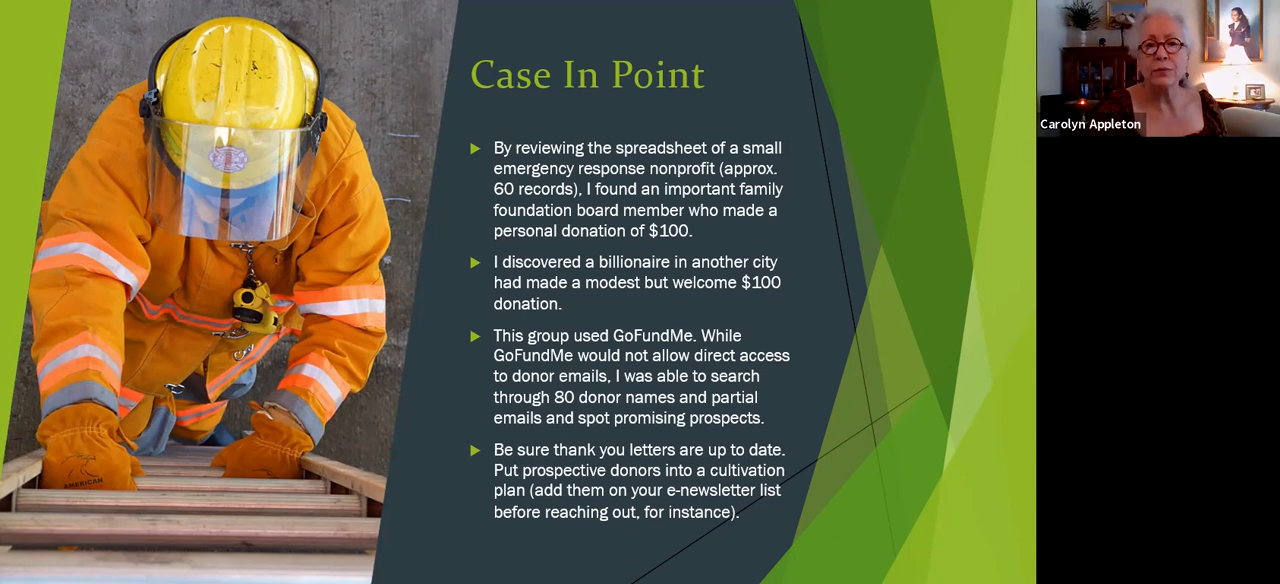 Case In Point
By reviewing the spreadsheet of a small
emergency response nonprofit (approx.
60 records), I found an important family
foundation board member who made a
personal donation of $100.
I discovered a billionaire in another city
had made a modest but welcome $100
donation.
This group used GoFundMe. While
GoFundMe would not allow direct access
to donor emails, I was able to search
through 80 donor names and partial
emails and spot promising prospects.
Be sure thank you letters are up to date.
Put prospective donors into a cultivation
plan (add them on your e-newsletter list
before reaching out, for instance).
AMERICAN
Carolyn Appleton